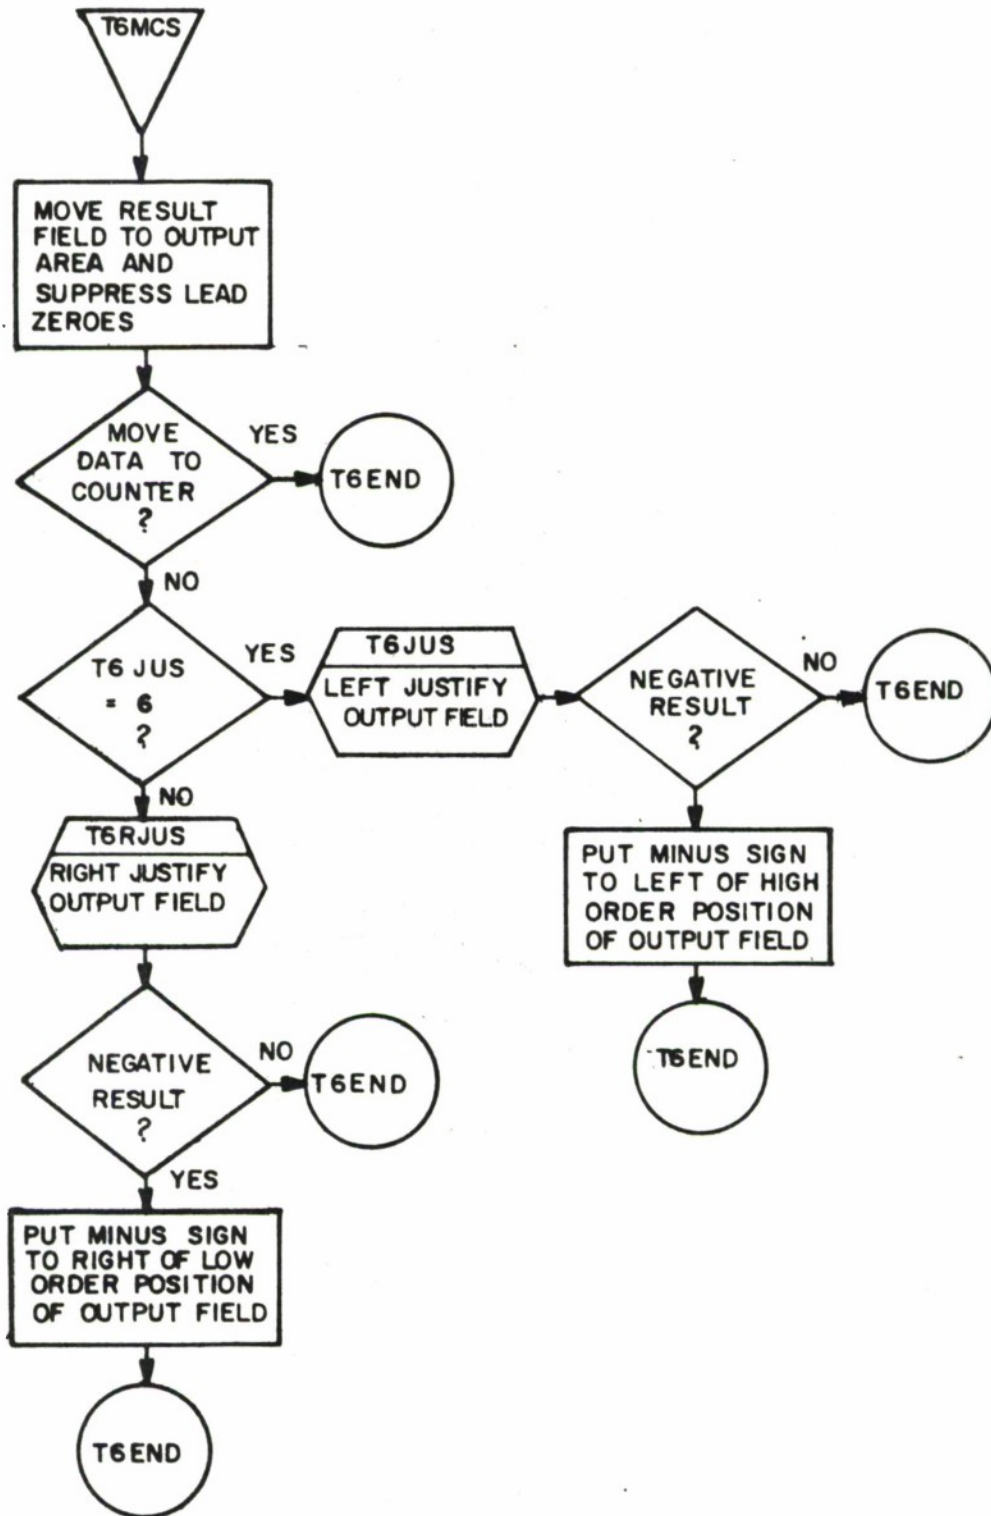 T6MCS
MOVE RESULT
FIELD TO OUTPUT
AREA AND
SUPPRESS LEAD
ZEROES
MOVE
DATA TO
COUNTER
?
YES
T6END
NO
T6 JUS
= 6
?
YES
T6JUS
LEFT JUSTIFY
OUTPUT FIELD
NEGATIVE
RESULT
?
NO
T6END
PUT MINUS SIGN
TO LEFT OF HIGH
ORDER POSITION
OF OUTPUT FIELD
T6END
NO
T6RJUS
RIGHT JUSTIFY
OUTPUT FIELD
NEGATIVE
RESULT
?
NO
T6END
YES
PUT MINUS SIGN
TO RIGHT OF LOW
ORDER POSITION
OF OUTPUT FIELD
T6END